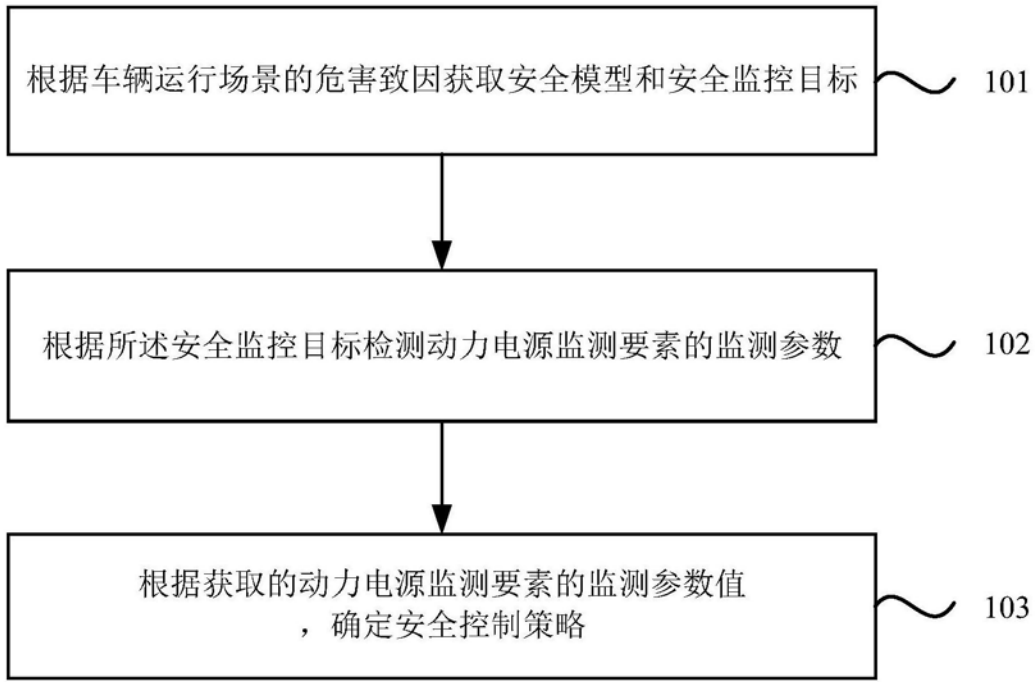 根据车辆运行场景的危害致因获取安全模型和安全监控目标
101
根据所述安全监控目标检测动力电源监测要素的监测参数
102
根据获取的动力电源监测要素的监测参数值
，确定安全控制策略
103